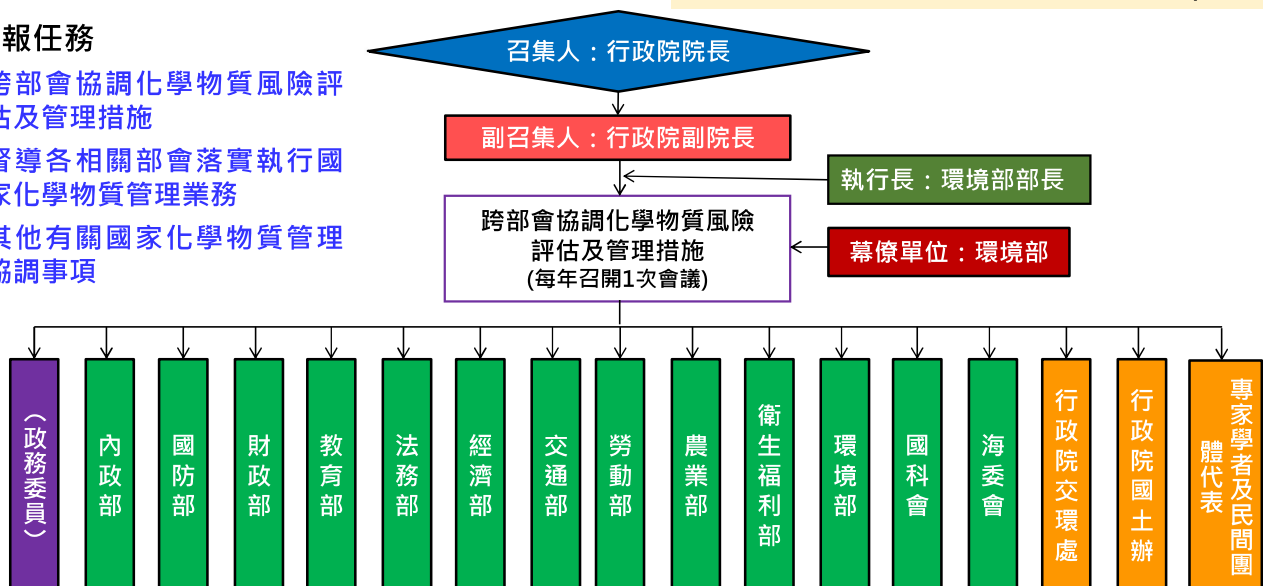 報任務
跨部會協調化學物質風險評
估及管理措施
督導各相關部會落實執行國
家化學物質管理業務
其他有關國家化學物質管理
協調事項
召集人：行政院院長
副召集人：行政院副院長
執行長：環境部部長
跨部會協調化學物質風險
評估及管理措施
(每年召開1次會議)
幕僚單位：環境部
（政務委員）
內政部
國防部
財政部
教育部
法務部
經濟部
交通部
勞動部
農業部
衛生福利部
環境部
國科會
海委會
行政院交環處
行政院國土辦
專家學者及民間團
體代表